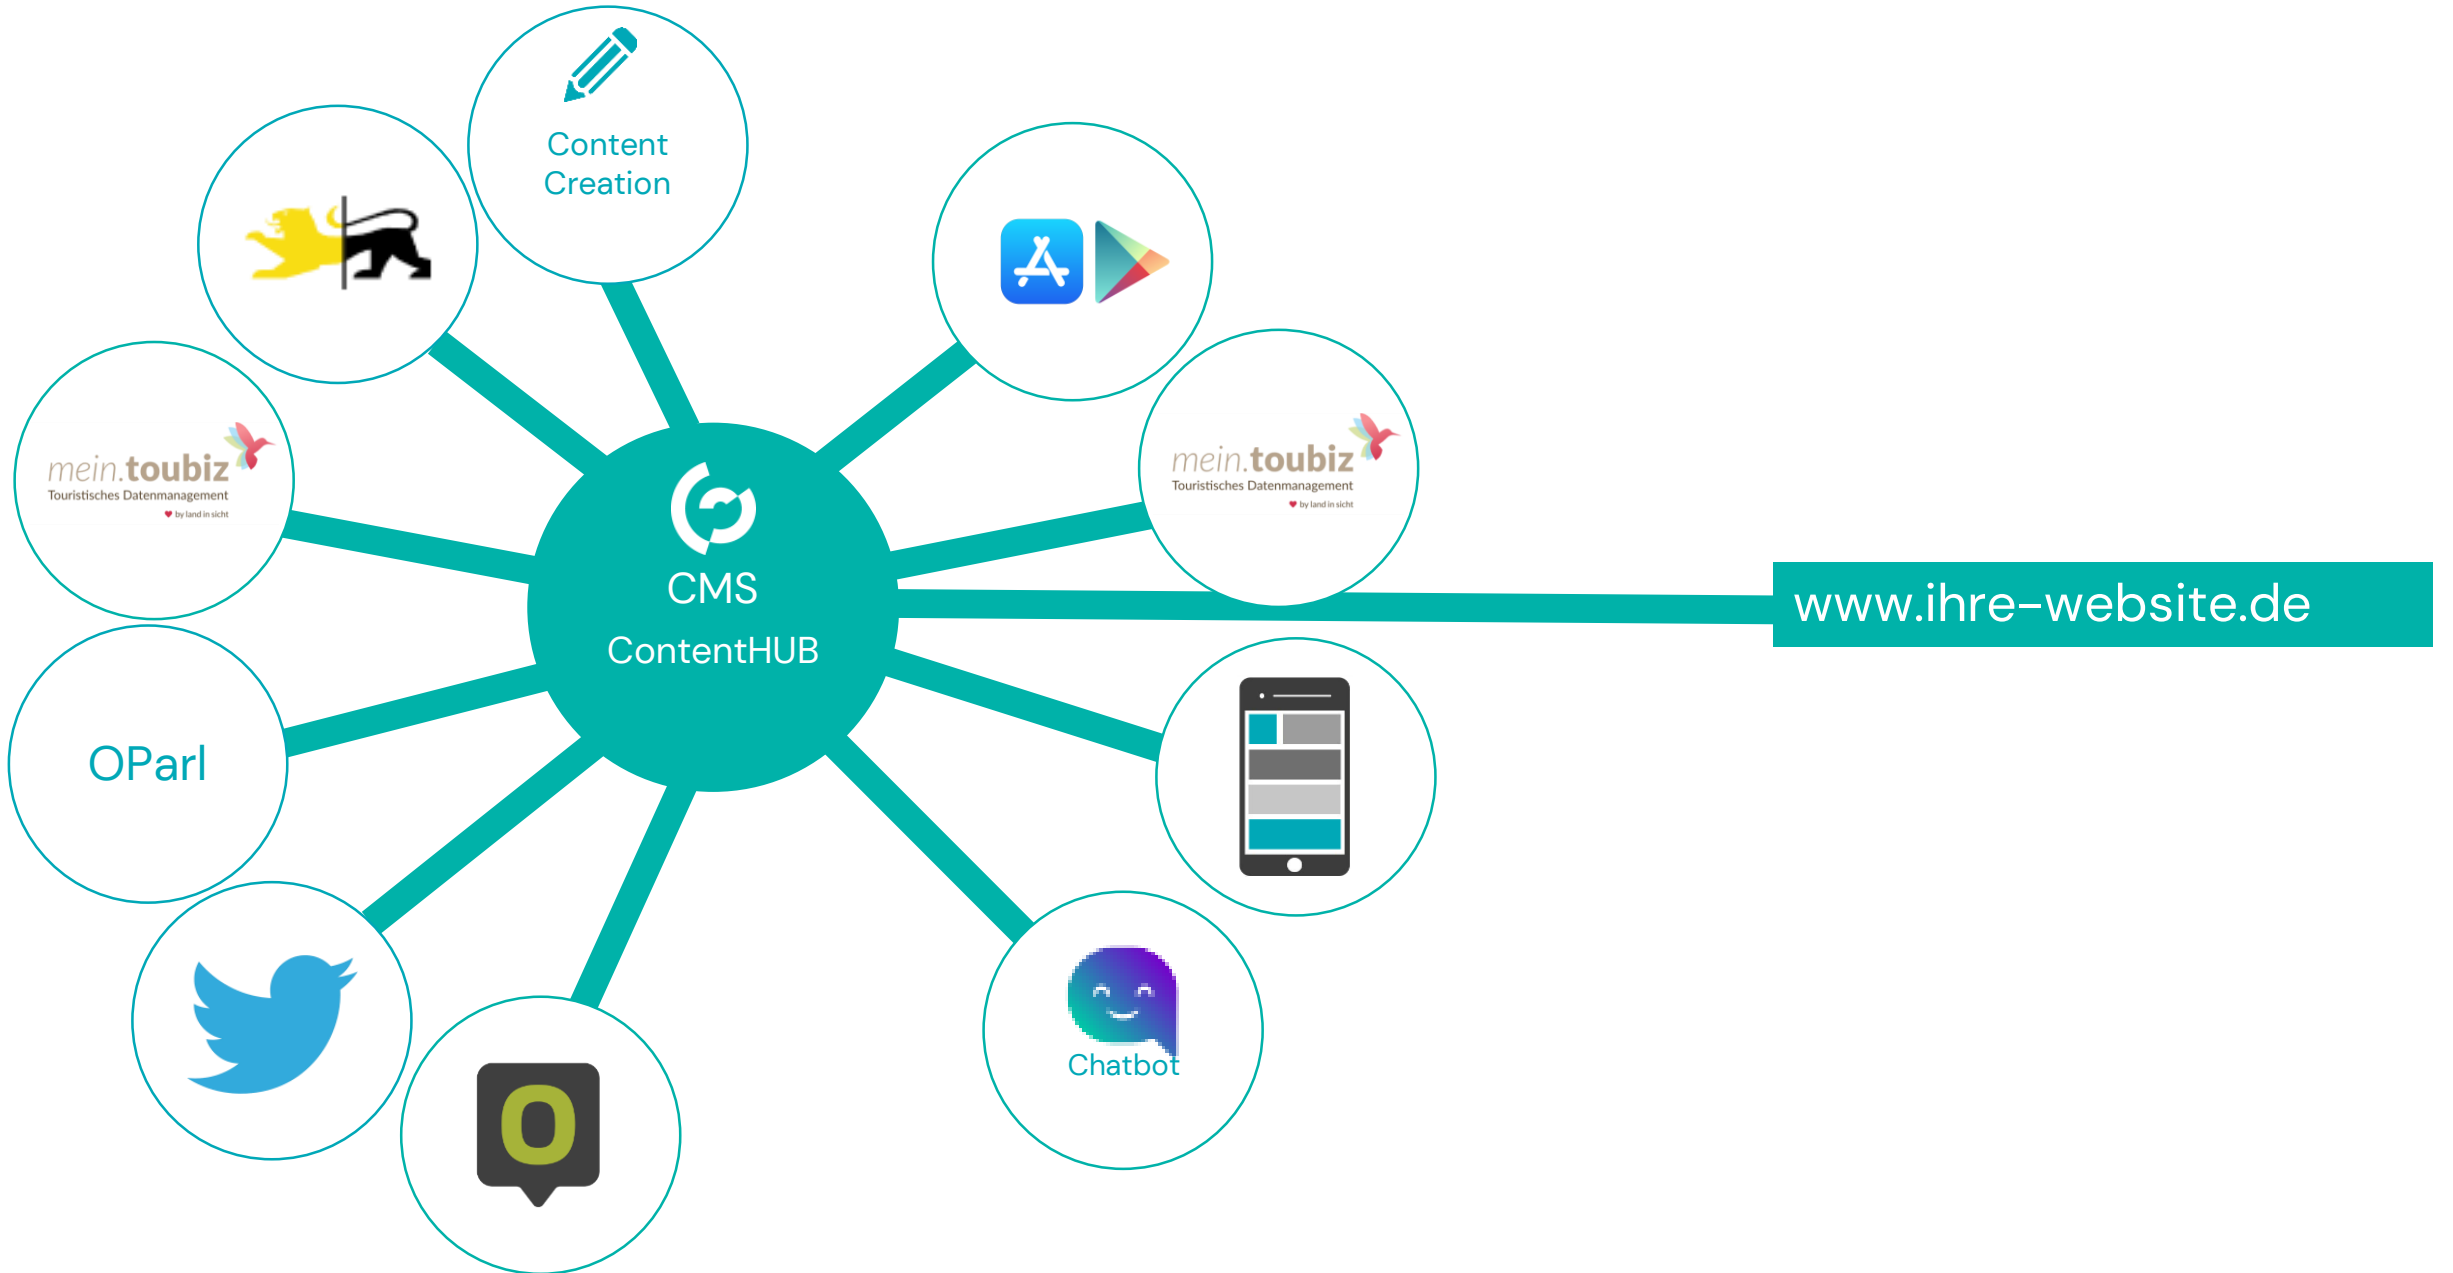 Content
Creation
mein.toubiz
Touristisches Datenmanagement
by land in sicht
mein.toubiz
Touristisches Datenmanagement
by land in sicht
CMS
ContentHUB
www.ihre-website.de
OParl
O
Chatbot